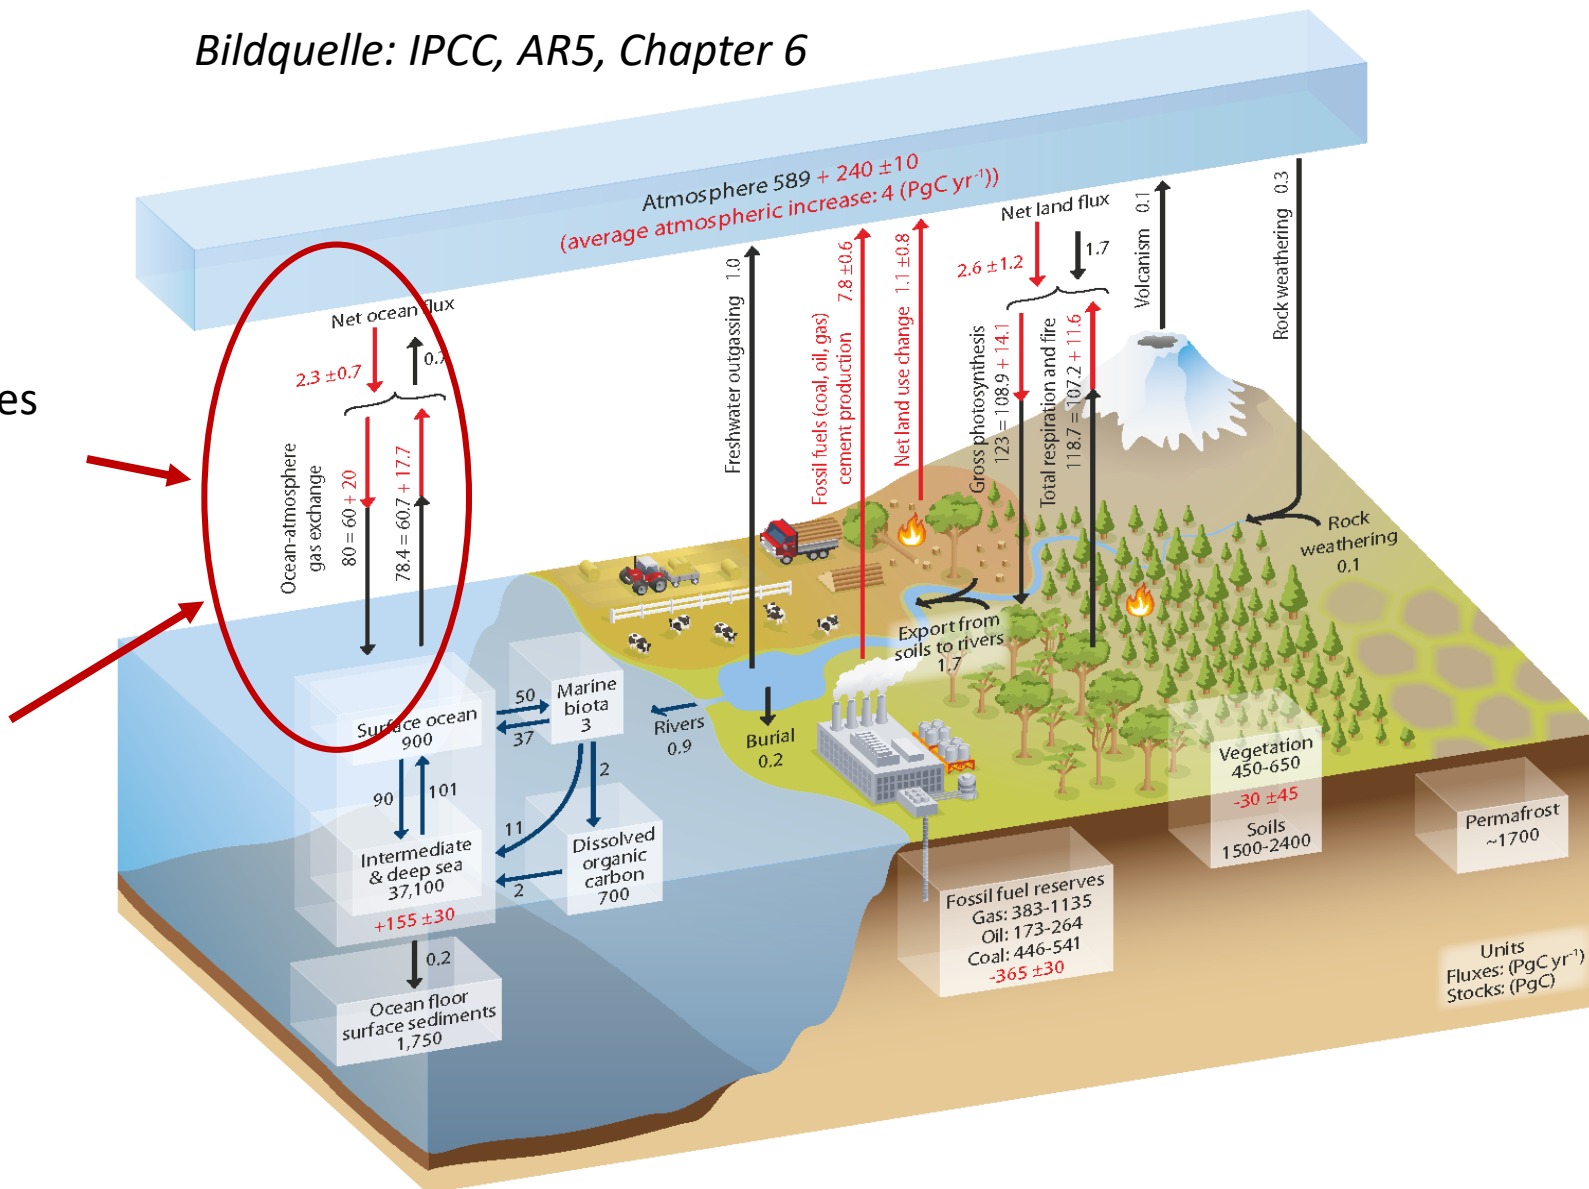 Bildquelle: IPCC, AR5, Chapter 6
Atmosphere 589 + 240 ±10
(average atmospheric increase: 4 (PgC yr⁻¹))
Net ocean flux
2.3 ±0.7
0.7
Ocean-atmosphere
gas exchange
80 = 60 + 20
78.4 = 60.7 + 17.7
es
Freshwater outgassing 1.0
Fossil fuels (coal, oil, gas)
cement production 7.8 ±0.6
Net land use change 1.1 ±0.8
Net land flux
2.6 ±1.2
1.7
Gross photosynthesis
123 = 108.9 + 14.1
Total respiration and fire
118.7 = 107.2 + 11.6
Volcanism 0.1
Rock weathering 0.3
Rock
weathering
0.1
Export from
soils to rivers
1.7
Surface ocean
900
50
37
Marine
biota
3
Rivers
0.9
Burial
0.2
90
101
11
2
2
Intermediate
& deep sea
37,100
+155 ±30
Dissolved
organic
carbon
700
0.2
Ocean floor
surface sediments
1,750
Fossil fuel reserves
Gas: 383-1135
Oil: 173-264
Coal: 446-541
-365 ±30
Vegetation
450-650
-30 ±45
Soils
1500-2400
Permafrost
~1700
Units
Fluxes: (PgC yr⁻¹)
Stocks: (PgC)